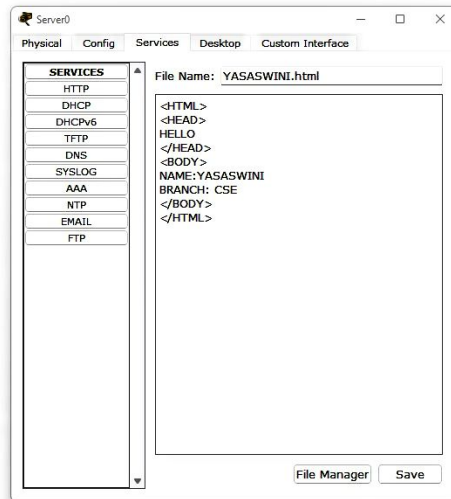 Server0
Physical Config Services Desktop Custom Interface
SERVICES
HTTP
DHCP
DHCPv6
TFTP
DNS
SYSLOG
AAA
NTP
EMAIL
FTP
File Name: YASASWINI.html
<HTML>
<HEAD>
HELLO
</HEAD>
<BODY>
NAME:YASASWINI
BRANCH: CSE
</BODY>
</HTML>
File Manager Save